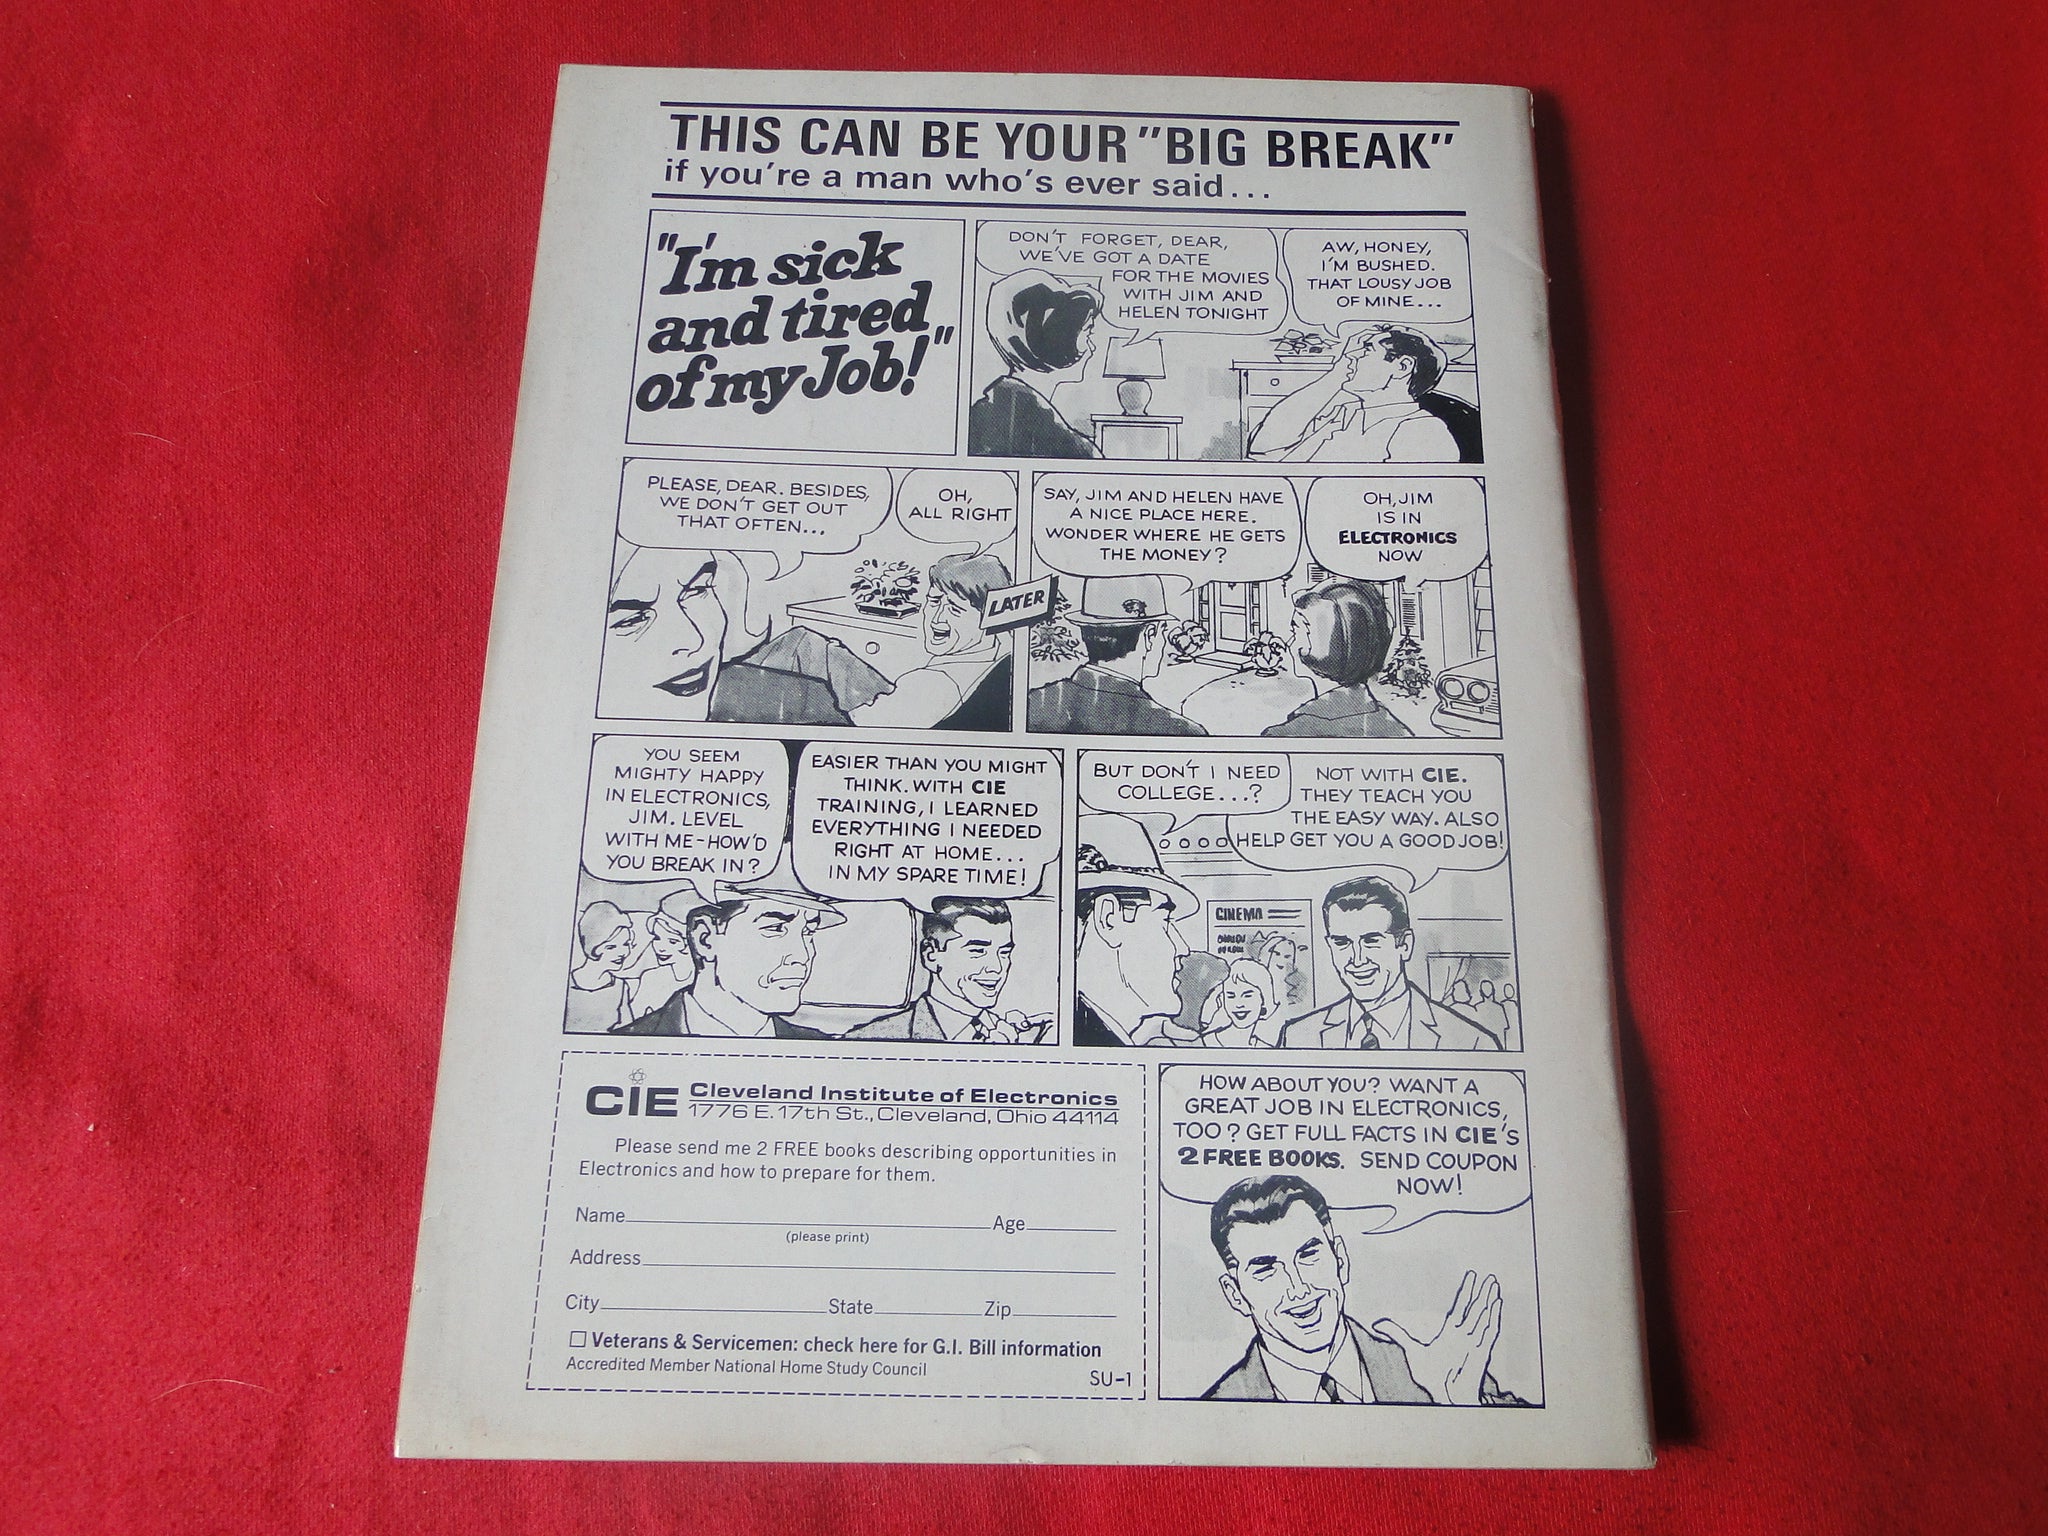 THIS CAN BE YOUR "BIG BREAK"
if you're a man who's ever said...
"I'm sick
and tired
of my Job!"
DON'T FORGET, DEAR,
WE'VE GOT A DATE
FOR THE MOVIES
WITH JIM AND
HELEN TONIGHT
AW, HONEY,
I'M BUSHED.
THAT LOUSY JOB
OF MINE...
PLEASE, DEAR. BESIDES,
WE DON'T GET OUT
THAT OFTEN...
OH,
ALL RIGHT
LATER
SAY, JIM AND HELEN HAVE
A NICE PLACE HERE.
WONDER WHERE HE GETS
THE MONEY?
OH, JIM
IS IN
ELECTRONICS
NOW
YOU SEEM
MIGHTY HAPPY
IN ELECTRONICS,
JIM. LEVEL
WITH ME-HOW'D
YOU BREAK IN?
EASIER THAN YOU MIGHT
THINK. WITH CIE
TRAINING, I LEARNED
EVERYTHING I NEEDED
RIGHT AT HOME...
IN MY SPARE TIME!
BUT DON'T I NEED
COLLEGE...?
NOT WITH CIE.
THEY TEACH YOU
THE EASY WAY. ALSO
HELP GET YOU A GOOD JOB!
CINEMA
CIE Cleveland Institute of Electronics
1776 E. 17th St., Cleveland, Ohio 44114
Please send me 2 FREE books describing opportunities in
Electronics and how to prepare for them.
Name Age
(please print)
Address
City State Zip
Veterans & Servicemen: check here for G.I. Bill information
Accredited Member National Home Study Council
SU-1
HOW ABOUT YOU? WANT A
GREAT JOB IN ELECTRONICS,
TOO? GET FULL FACTS IN CIE'S
2 FREE BOOKS. SEND COUPON
NOW!